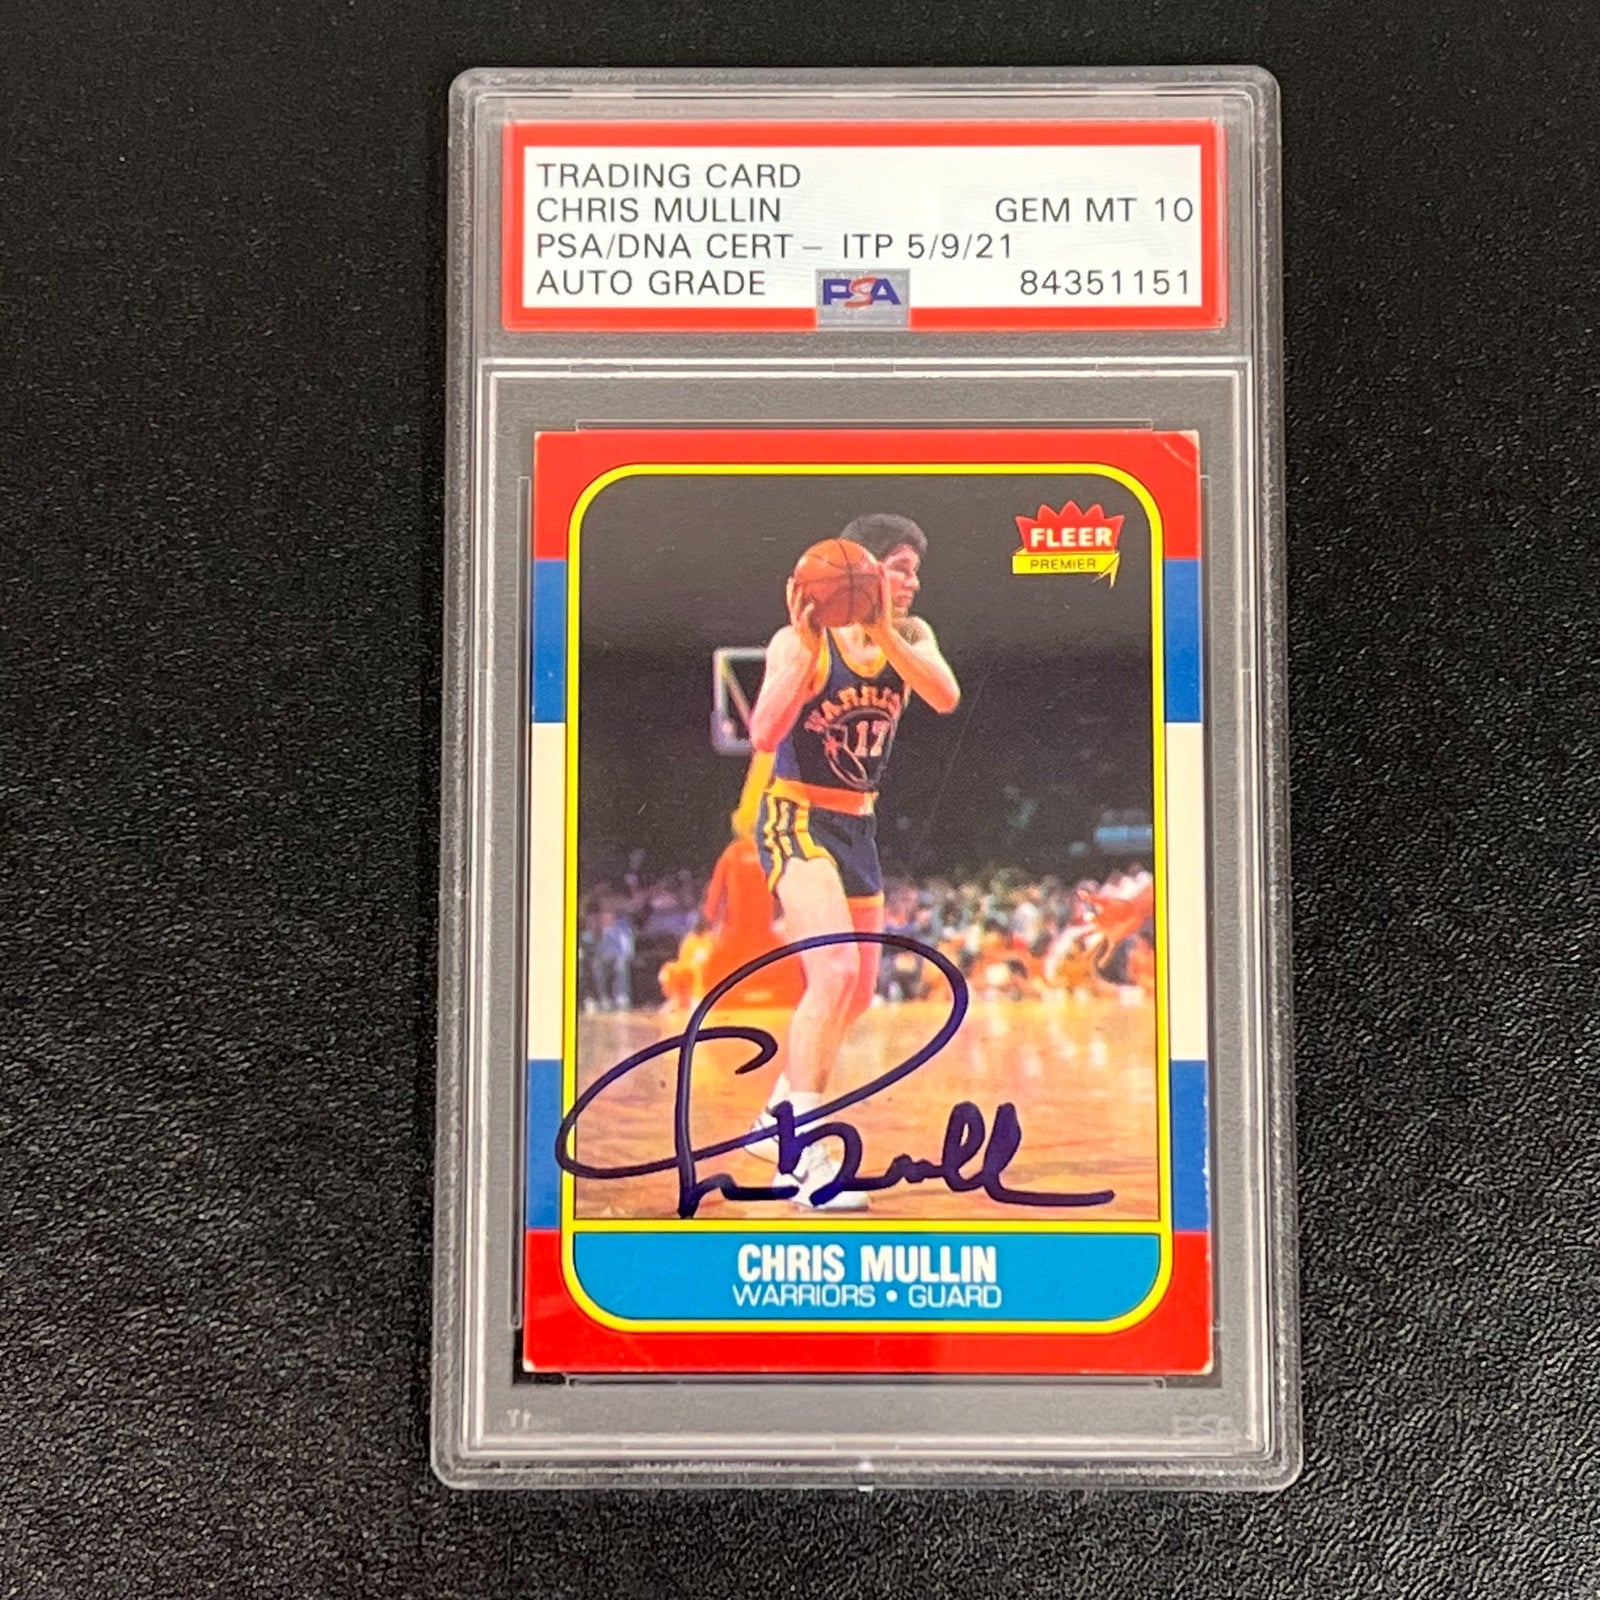 TRADING CARD
CHRIS MULLIN GEM MT 10
PSA/DNA CERT – ITP 5/9/21
AUTO GRADE PSA 84351151
FLEER
PREMIER
17
CHRIS MULLIN
WARRIORS • GUARD
PSA